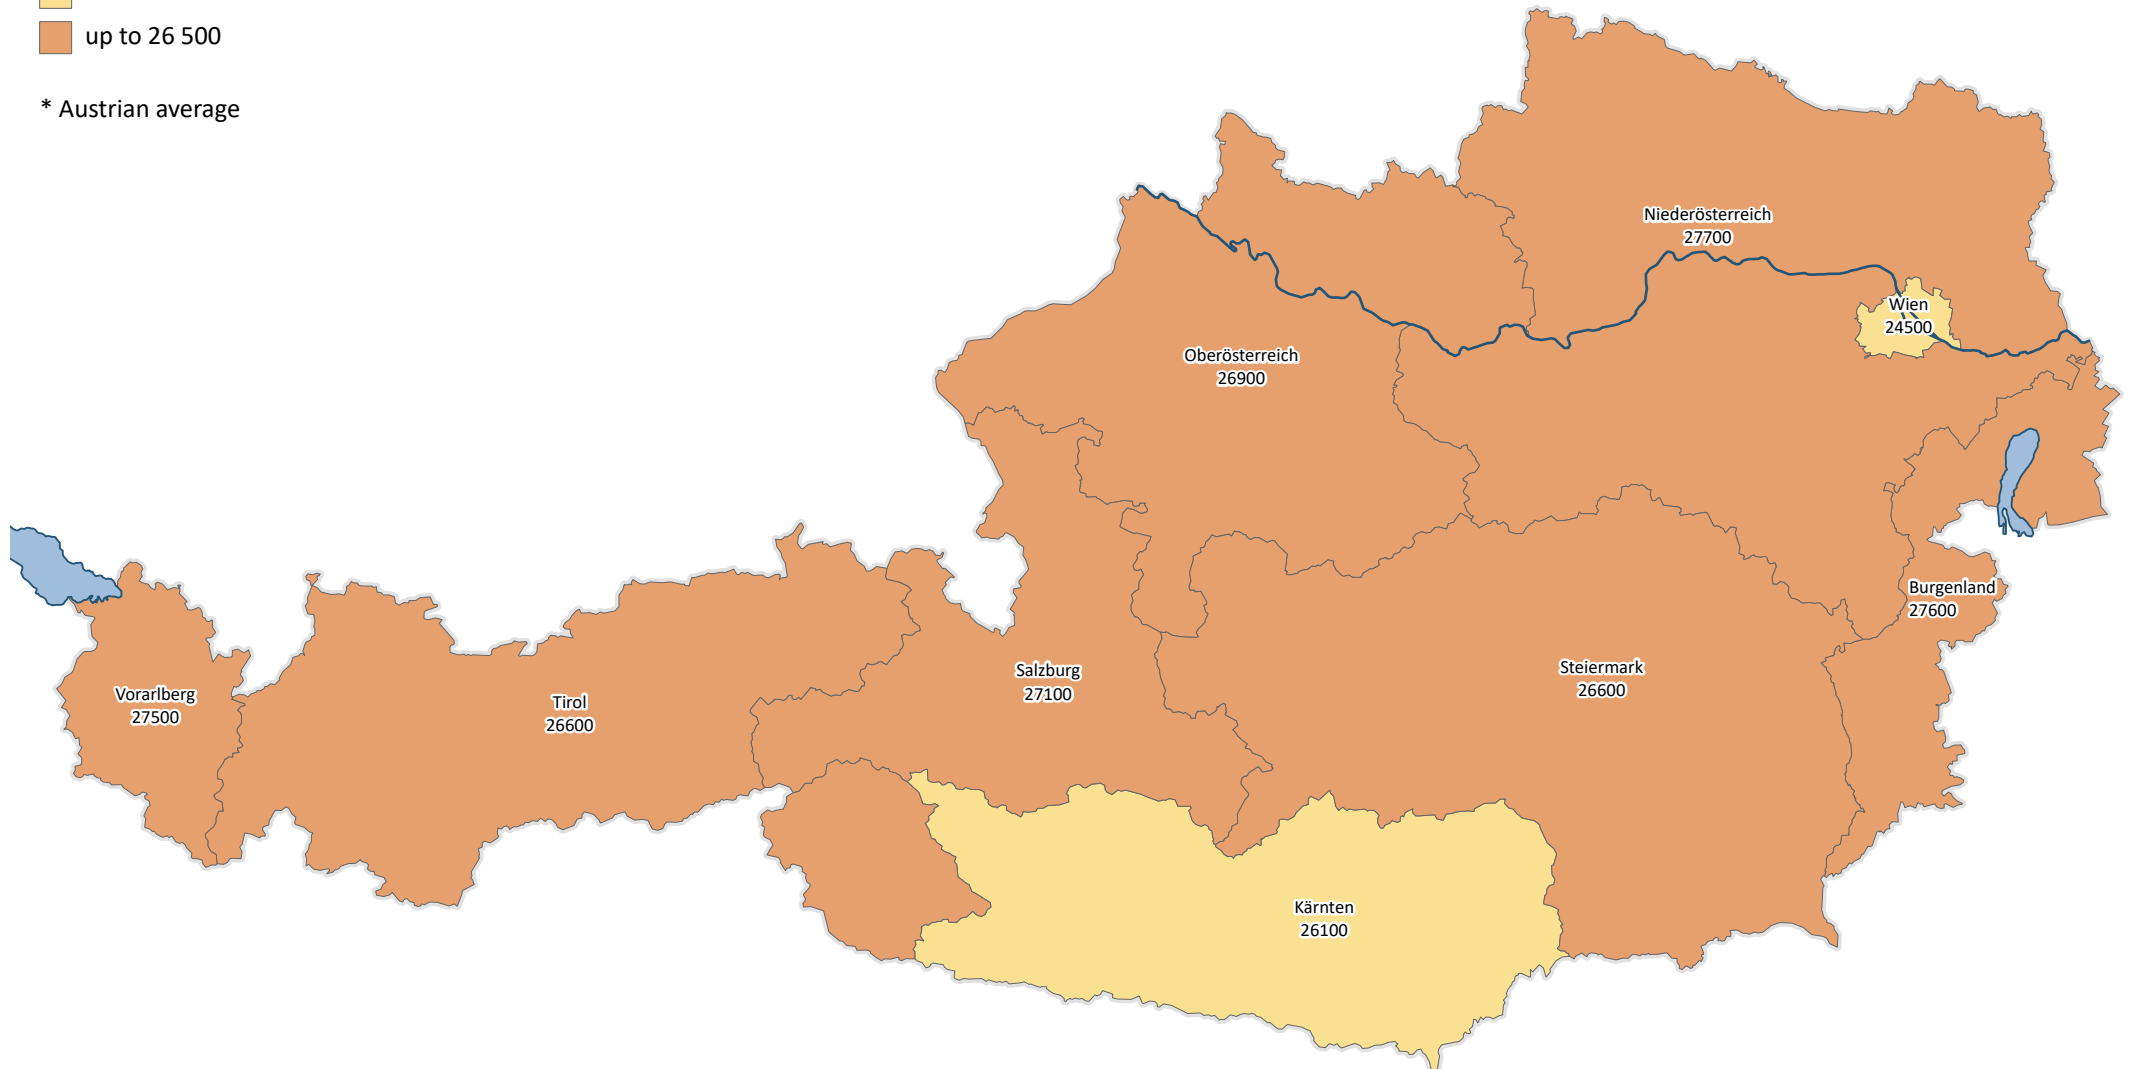 up to 26 500
* Austrian average
Niederösterreich
27700
Wien
24500
Oberösterreich
26900
Burgenland
27600
Salzburg
27100
Steiermark
26600
Vorarlberg
27500
Tirol
26600
Kärnten
26100